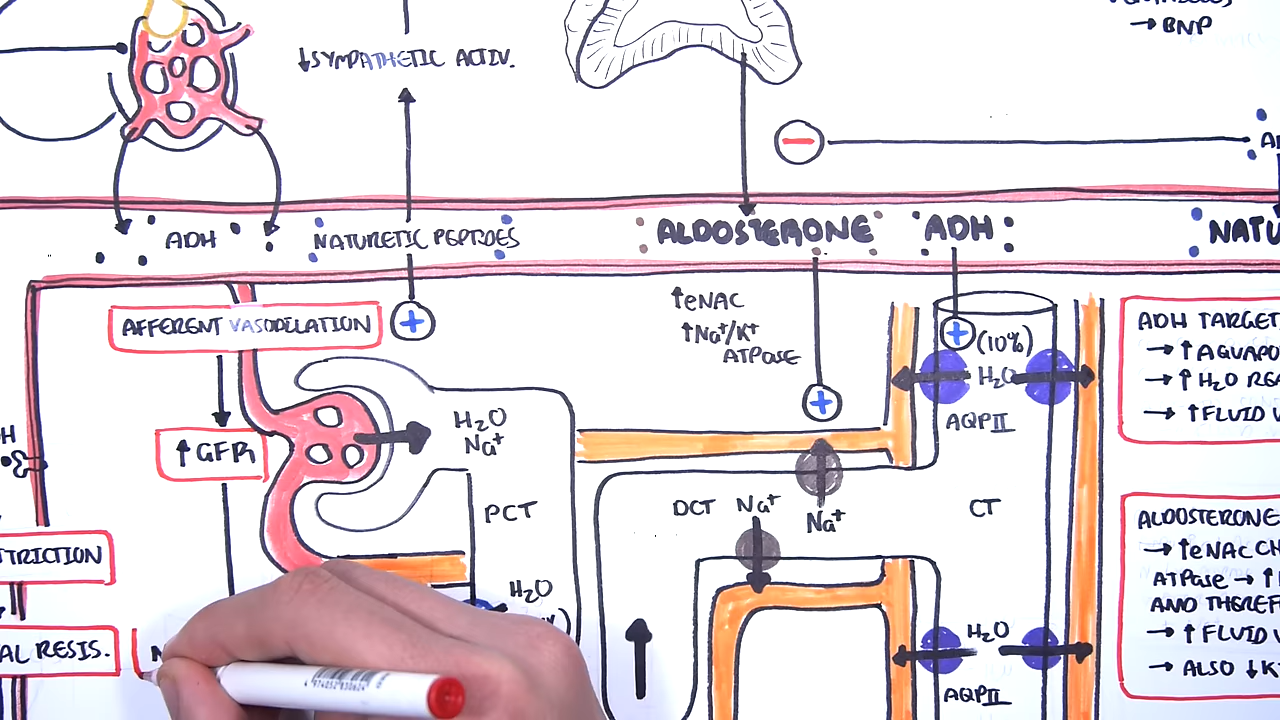 → BNP
↓SYMPATHETIC ACTIV.
ADH
NATURETIC PEPTIDES
ALDOSTERONE
ADH
AFFERENT VASODILATION
↑GFR
↑eNAC
↑Na⁺/K⁺
ATPase
(10%)
H₂O
AQPII
H₂O
Na⁺
PCT
DCT
Na⁺
Na⁺
CT
H₂O
H₂O
AQPII
AL RESIS.
ADH TARGET
→ ↑ AQUAPO
→ ↑ H₂O REA
→ ↑ FLUID V
ALDOSTERONE
→ ↑ eNAC CH
ATPase → ↑
AND THEREF
→ ↑ FLUID V
→ ALSO ↓ K